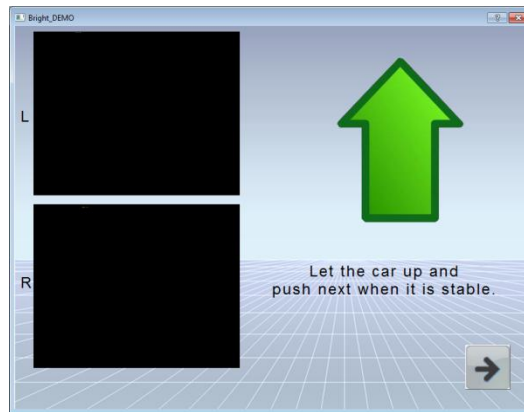 Bright_DEMO
L
R
Let the car up and
push next when it is stable.